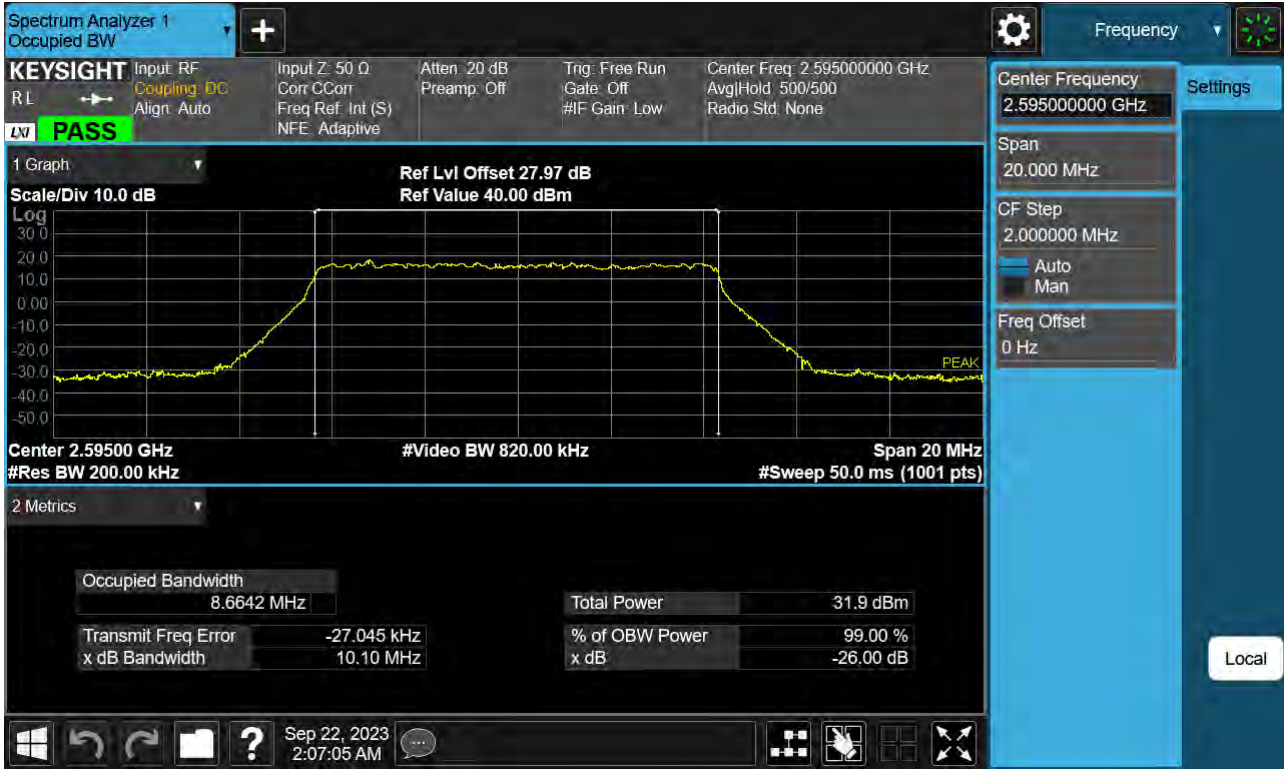 Spectrum Analyzer 1
Occupied BW
+
Frequency
KEYSIGHT
RL
LXI
PASS
Input: RF
Coupling: DC
Align: Auto
Input Z: 50 Ω
Corr CCorr
Freq Ref: Int (S)
NFE: Adaptive
Atten: 20 dB
Preamp: Off
Trig: Free Run
Gate: Off
#IF Gain: Low
Center Freq: 2.595000000 GHz
Avg|Hold: 500/500
Radio Std: None
1 Graph
Scale/Div 10.0 dB
Ref Lvl Offset 27.97 dB
Ref Value 40.00 dBm
Log
30.0
20.0
10.0
0.00
-10.0
-20.0
-30.0
-40.0
-50.0
PEAK
Center 2.59500 GHz
#Video BW 820.00 kHz
Span 20 MHz
#Res BW 200.00 kHz
#Sweep 50.0 ms (1001 pts)
2 Metrics
Occupied Bandwidth
8.6642 MHz
Total Power 31.9 dBm
Transmit Freq Error -27.045 kHz
% of OBW Power 99.00 %
x dB Bandwidth 10.10 MHz
x dB -26.00 dB
Center Frequency
2.595000000 GHz
Settings
Span
20.000 MHz
CF Step
2.000000 MHz
Auto
Man
Freq Offset
0 Hz
Local
?
Sep 22, 2023
2:07:05 AM